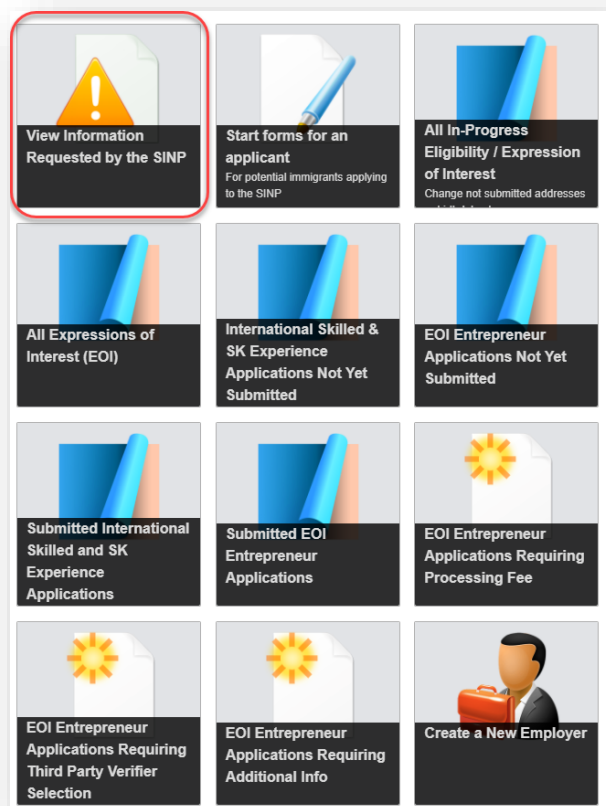 View Information
Requested by the SINP
Start forms for an
applicant
For potential immigrants applying
to the SINP
All In-Progress
Eligibility / Expression
of Interest
Change not submitted addresses
All Expressions of
Interest (EOI)
International Skilled &
SK Experience
Applications Not Yet
Submitted
EOI Entrepreneur
Applications Not Yet
Submitted
Submitted International
Skilled and SK
Experience
Applications
Submitted EOI
Entrepreneur
Applications
EOI Entrepreneur
Applications Requiring
Processing Fee
EOI Entrepreneur
Applications Requiring
Third Party Verifier
Selection
EOI Entrepreneur
Applications Requiring
Additional Info
Create a New Employer